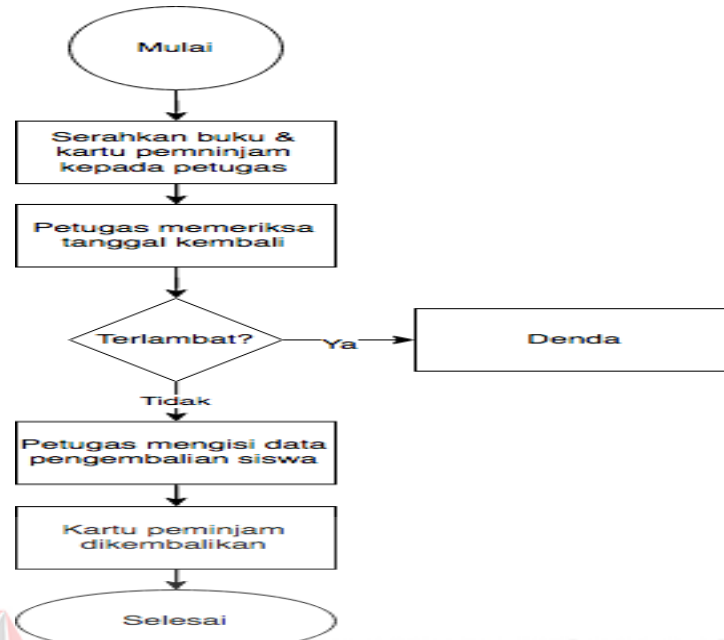 Mulai
Serahkan buku &
kartu pemninjam
kepada petugas
Petugas memeriksa
tanggal kembali
Terlambat?
Ya
Denda
Tidak
Petugas mengisi data
pengembalian siswa
Kartu peminjam
dikembalikan
Selesai